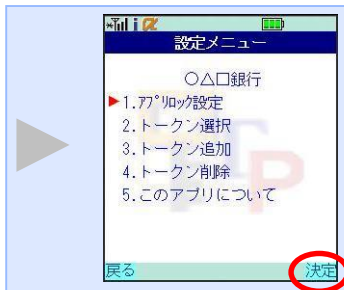 設定メニュー
○△□銀行
1.ｱﾌﾟﾘﾛｯｸ設定
2.トークン選択
3.トークン追加
4.トークン削除
5.このアプリについて
戻る 決定